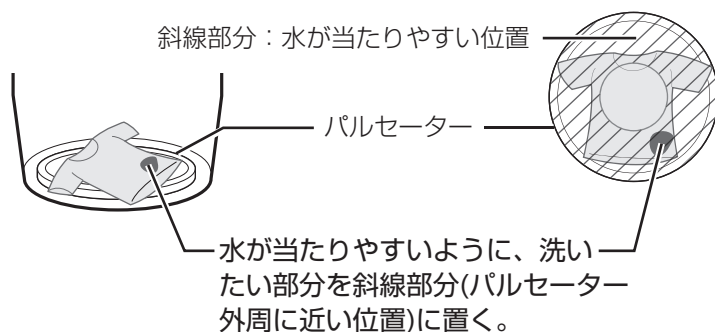 斜線部分：水が当たりやすい位置
パルセーター
水が当たりやすいように、洗い
たい部分を斜線部分(パルセーター
外周に近い位置)に置く。